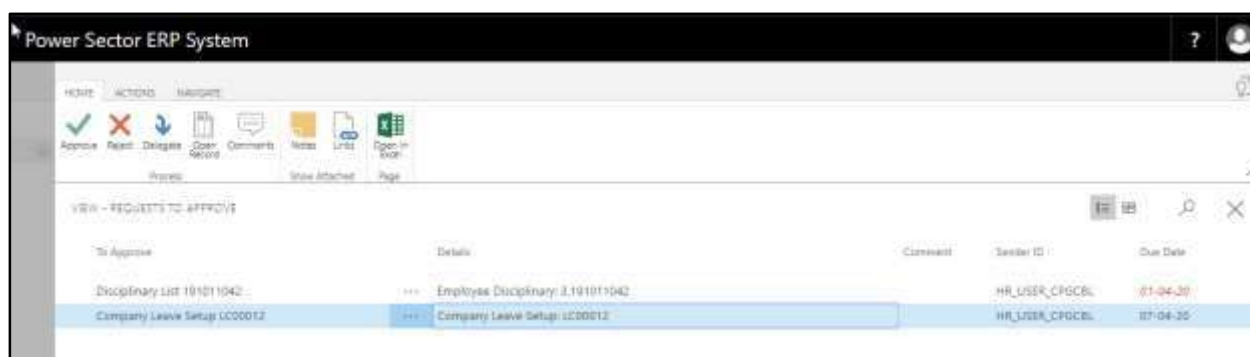 Power Sector ERP System ?
HOME ACTIONS NAVIGATE
Approve Reject Delegate Open Record Comments Notes Links Open in Excel
Process Show Attached Page
VIEW - REQUESTS TO APPROVE
To Approve Details Comment Sender ID Due Date
Disciplinary List 191011042 ... Employee Disciplinary: 3,191011042 HR_USER_CPGCBL 01-04-20
Company Leave Setup LC00012 ... Company Leave Setup: LC00012 HR_USER_CPGCBL 07-04-20